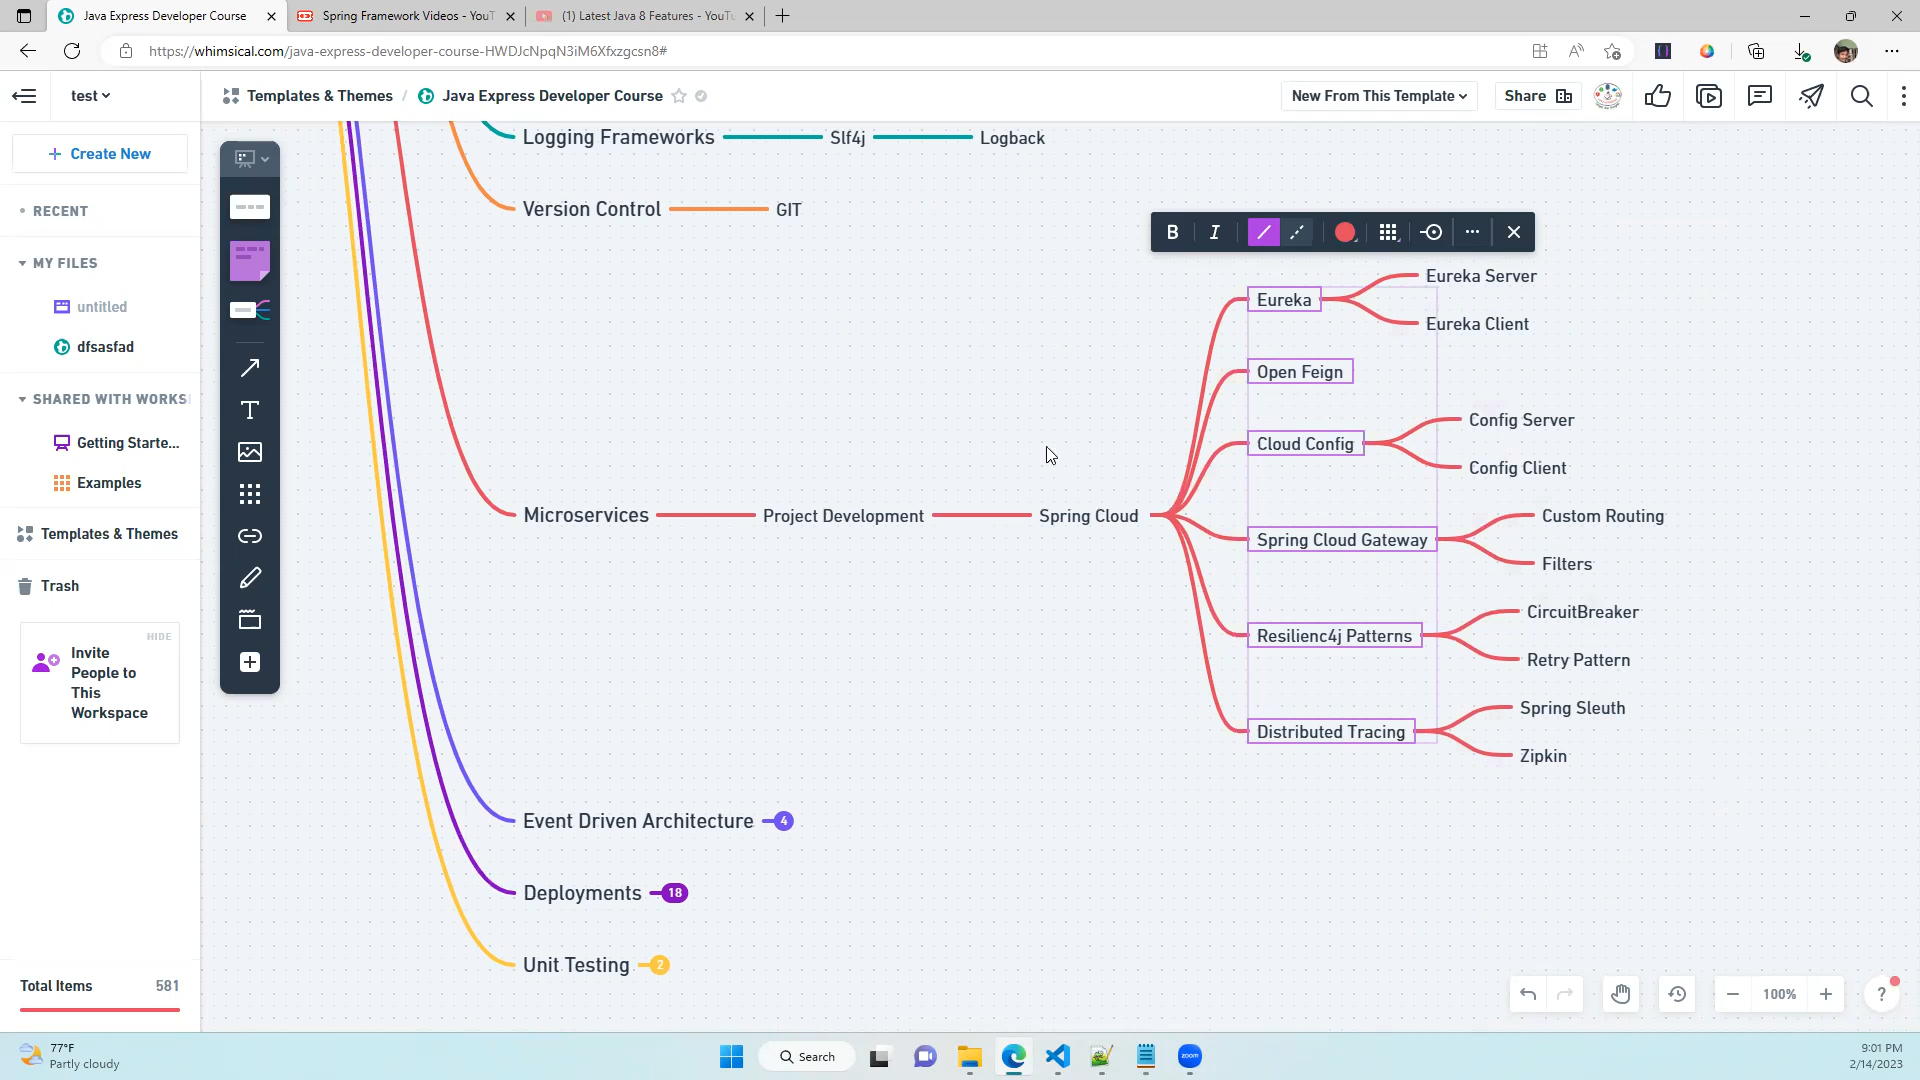 Java Express Developer Course
Spring Framework Videos - YouT
(1) Latest Java 8 Features - YouTu
https://whimsical.com/java-express-developer-course-HWDJcNpqN3iM6Xfxzgcsn8#
test
Templates & Themes / Java Express Developer Course
New From This Template
Share
Create New
RECENT
MY FILES
untitled
dfsasfad
SHARED WITH WORKS
Getting Starte...
Examples
Templates & Themes
Trash
HIDE
Invite
People to
This
Workspace
Total Items 581
Logging Frameworks
Slf4j
Logback
Version Control
GIT
B I
Eureka
Eureka Server
Eureka Client
Open Feign
Cloud Config
Config Server
Config Client
Microservices
Project Development
Spring Cloud
Spring Cloud Gateway
Custom Routing
Filters
Resilienc4j Patterns
CircuitBreaker
Retry Pattern
Distributed Tracing
Spring Sleuth
Zipkin
Event Driven Architecture
4
Deployments
18
Unit Testing
2
100%
?
77°F
Partly cloudy
Search
zoom
9:01 PM
2/14/2023